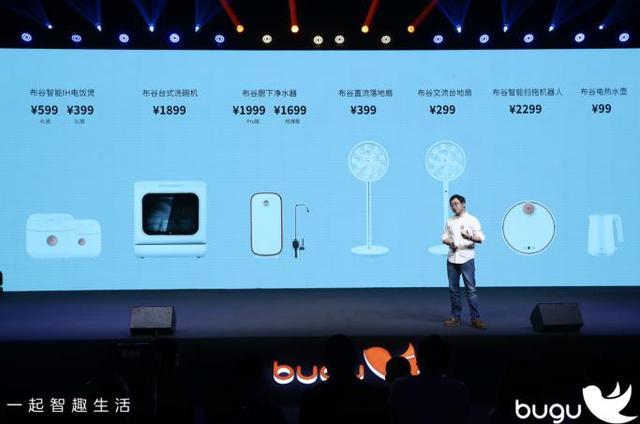 布谷智能IH电饭煲
¥599 ¥399
4L版 3L版
布谷台式洗碗机
¥1899
布谷厨下净水器
¥1999 ¥1699
Pro版
布谷直流落地扇
¥399
布谷交流台地扇
¥299
布谷智能扫拖机器人
¥2299
布谷电热水壶
¥99
bugu
一起智趣生活
bugu